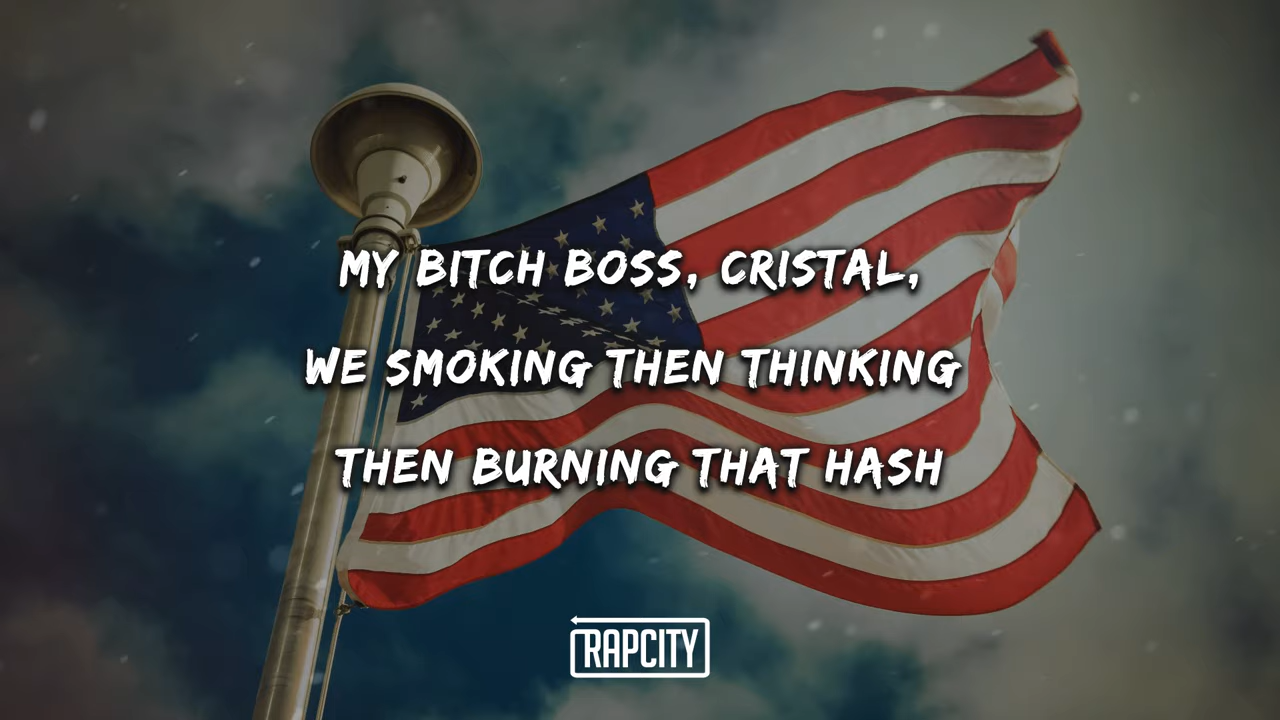 MY BITCH BOSS, CRISTAL,
WE SMOKING THEN THINKING
THEN BURNING THAT HASH
RAPCITY